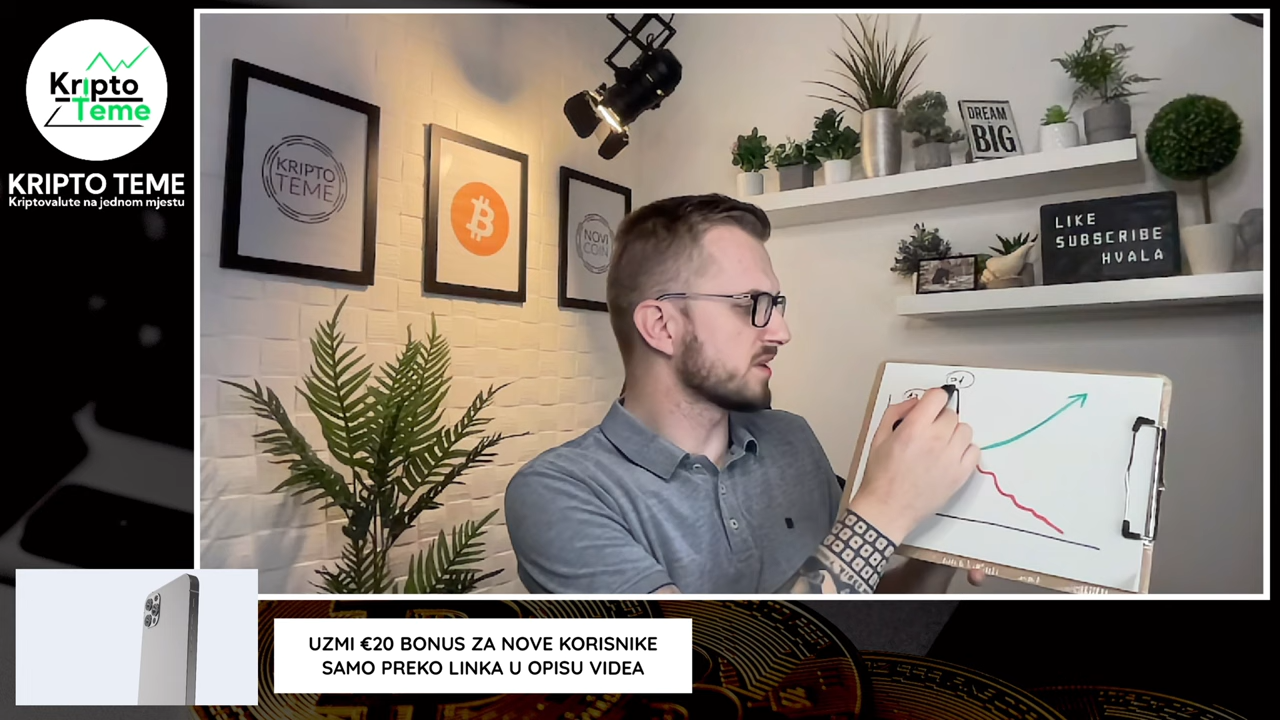 Kripto
Teme
KRIPTO TEME
Kriptovalute na jednom mjestu
KRIPTO
TEME
NOVI
COIN
DREAM
BIG
LIKE
SUBSCRIBE
HVALA
UZMI €20 BONUS ZA NOVE KORISNIKE
SAMO PREKO LINKA U OPISU VIDEA